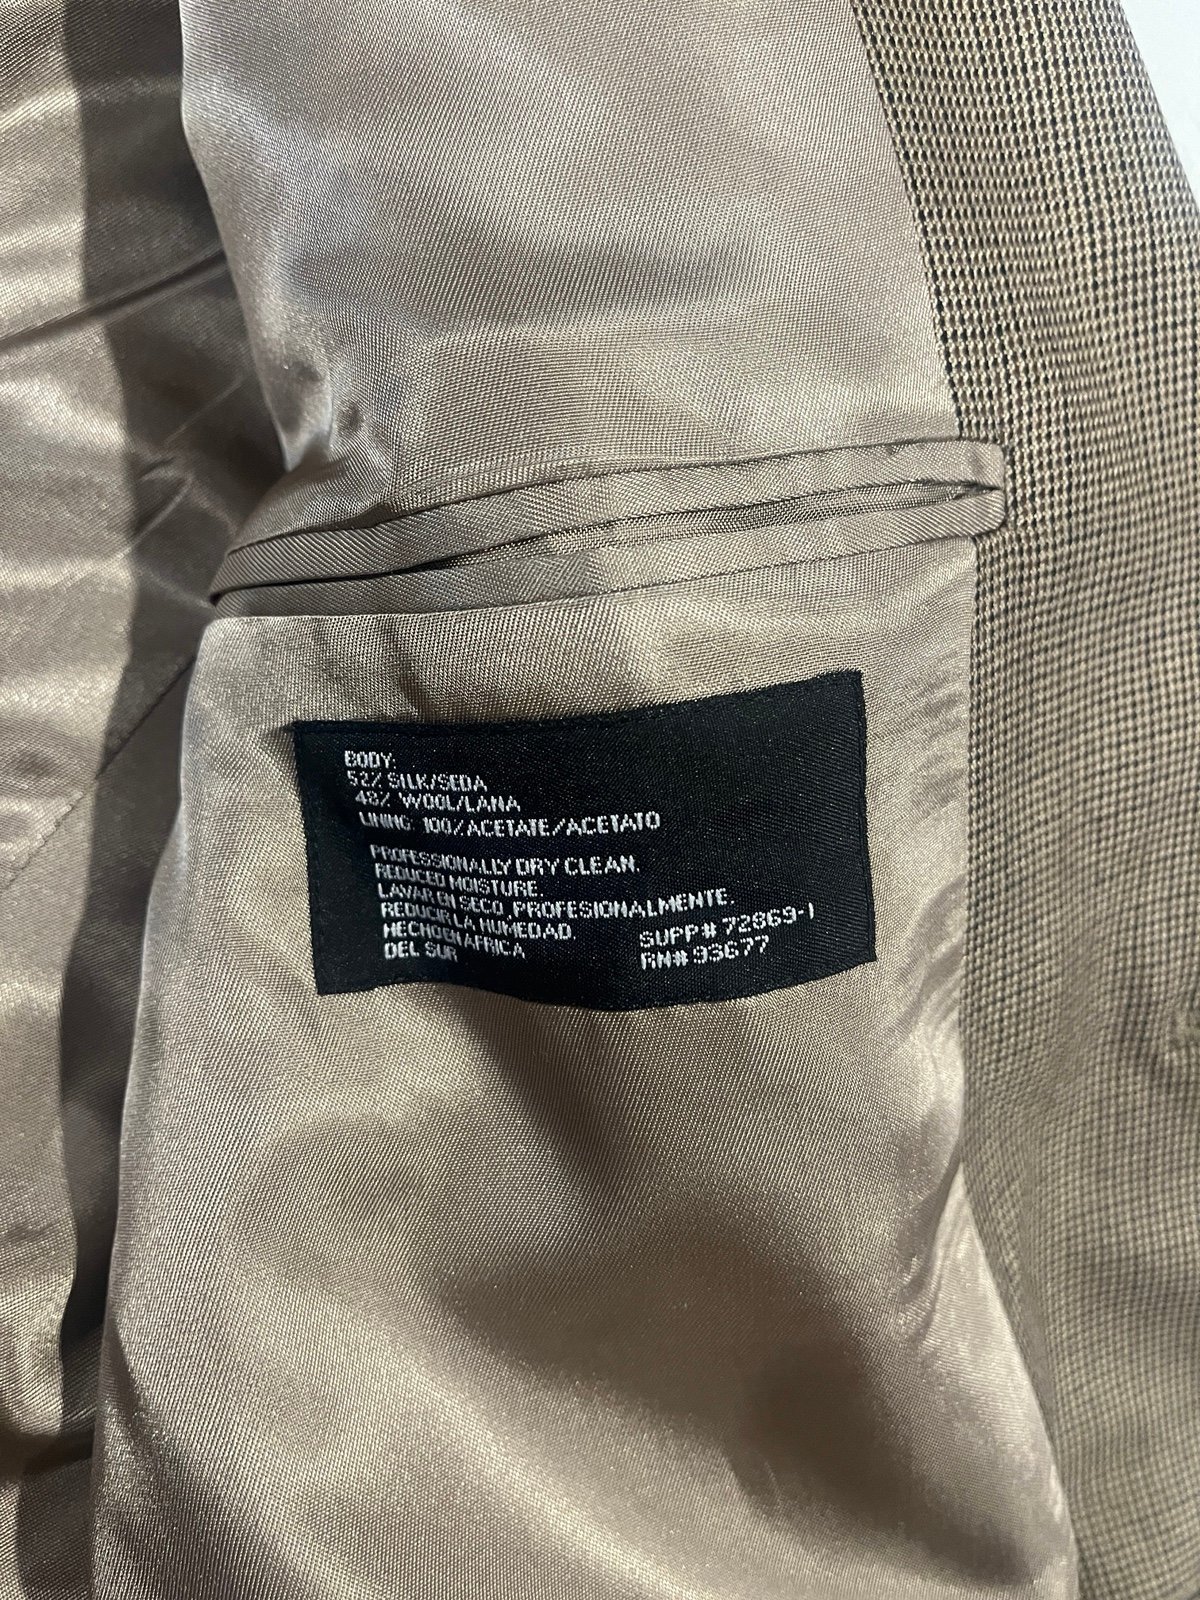 BODY:
52% SILK/SEDA
48% WOOL/LANA
LINING: 100% ACETATE/ACETATO
PROFESSIONALLY DRY CLEAN.
REDUCED MOISTURE.
LAVAR EN SECO, PROFESIONALMENTE.
REDUCIR LA HUMEDAD.
HECHO EN AFRICA
DEL SUR
SUPP# 72869-1
RN# 93677